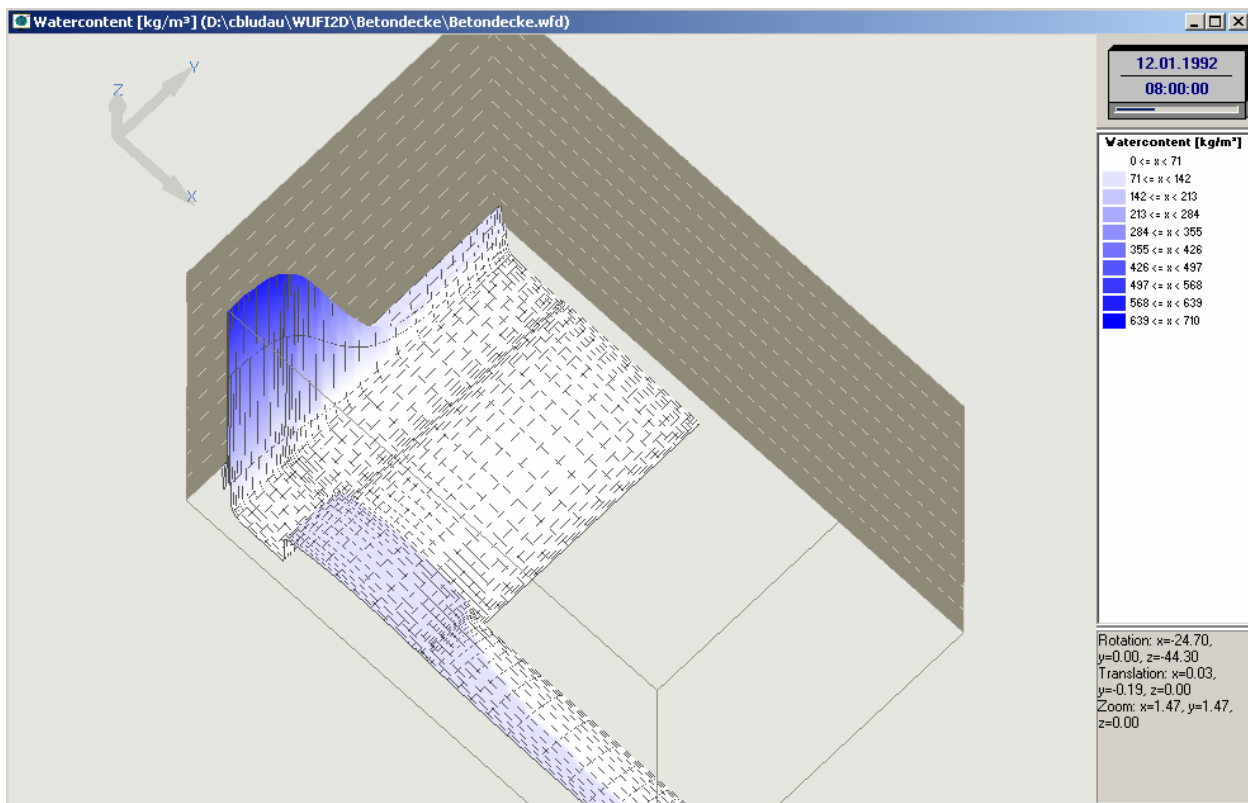 Watercontent [kg/m³] (D:\cbludau\WUFI2D\Betondecke\Betondecke.wfd)
Y
Z
X
12.01.1992
08:00:00
Watercontent [kg/m³]
0 <= x < 71
71 <= x < 142
142 <= x < 213
213 <= x < 284
284 <= x < 355
355 <= x < 426
426 <= x < 497
497 <= x < 568
568 <= x < 639
639 <= x < 710
Rotation: x=-24.70,
y=0.00, z=-44.30
Translation: x=0.03,
y=-0.19, z=0.00
Zoom: x=1.47, y=1.47,
z=0.00